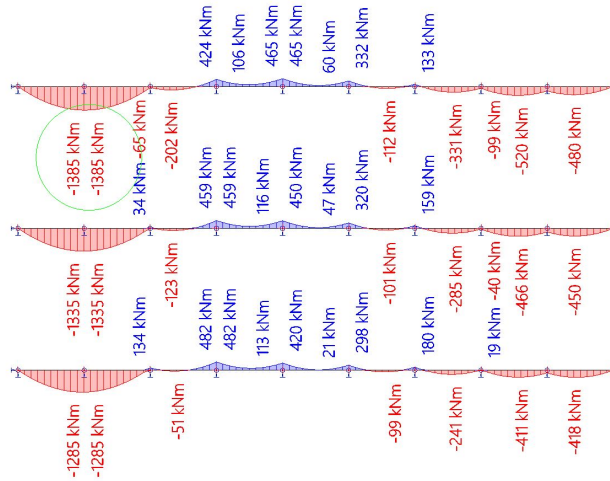 424 kNm
106 kNm
465 kNm
465 kNm
60 kNm
332 kNm
133 kNm
-1385 kNm
-1385 kNm
-65 kNm
-202 kNm
-112 kNm
-331 kNm
-99 kNm
-520 kNm
-480 kNm
34 kNm
459 kNm
459 kNm
116 kNm
450 kNm
47 kNm
320 kNm
159 kNm
-1335 kNm
-1335 kNm
-123 kNm
-101 kNm
-285 kNm
-40 kNm
-466 kNm
-450 kNm
134 kNm
482 kNm
482 kNm
113 kNm
420 kNm
21 kNm
298 kNm
180 kNm
19 kNm
-1285 kNm
-1285 kNm
-51 kNm
-99 kNm
-241 kNm
-411 kNm
-418 kNm